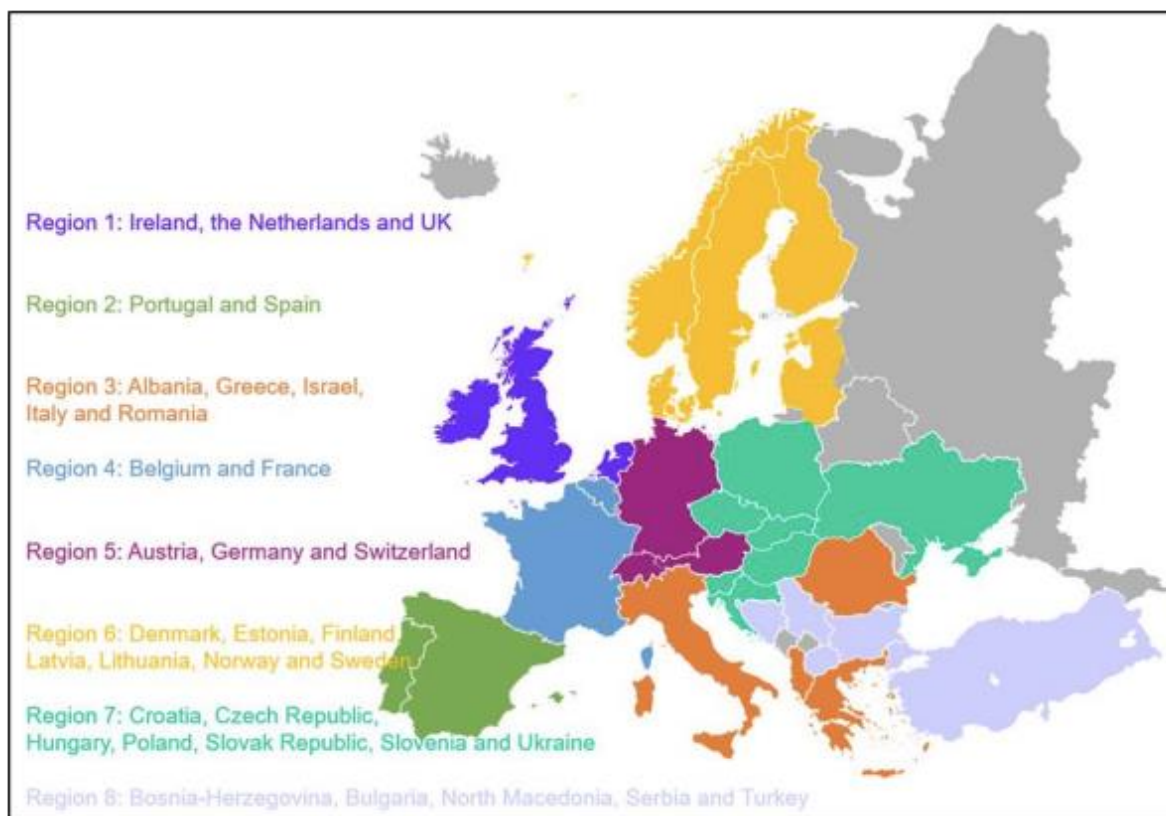 Region 1: Ireland, the Netherlands and UK
Region 2: Portugal and Spain
Region 3: Albania, Greece, Israel,
Italy and Romania
Region 4: Belgium and France
Region 5: Austria, Germany and Switzerland
Region 6: Denmark, Estonia, Finland,
Latvia, Lithuania, Norway and Sweden
Region 7: Croatia, Czech Republic,
Hungary, Poland, Slovak Republic, Slovenia and Ukraine
Region 8: Bosnia-Herzegovina, Bulgaria, North Macedonia, Serbia and Turkey